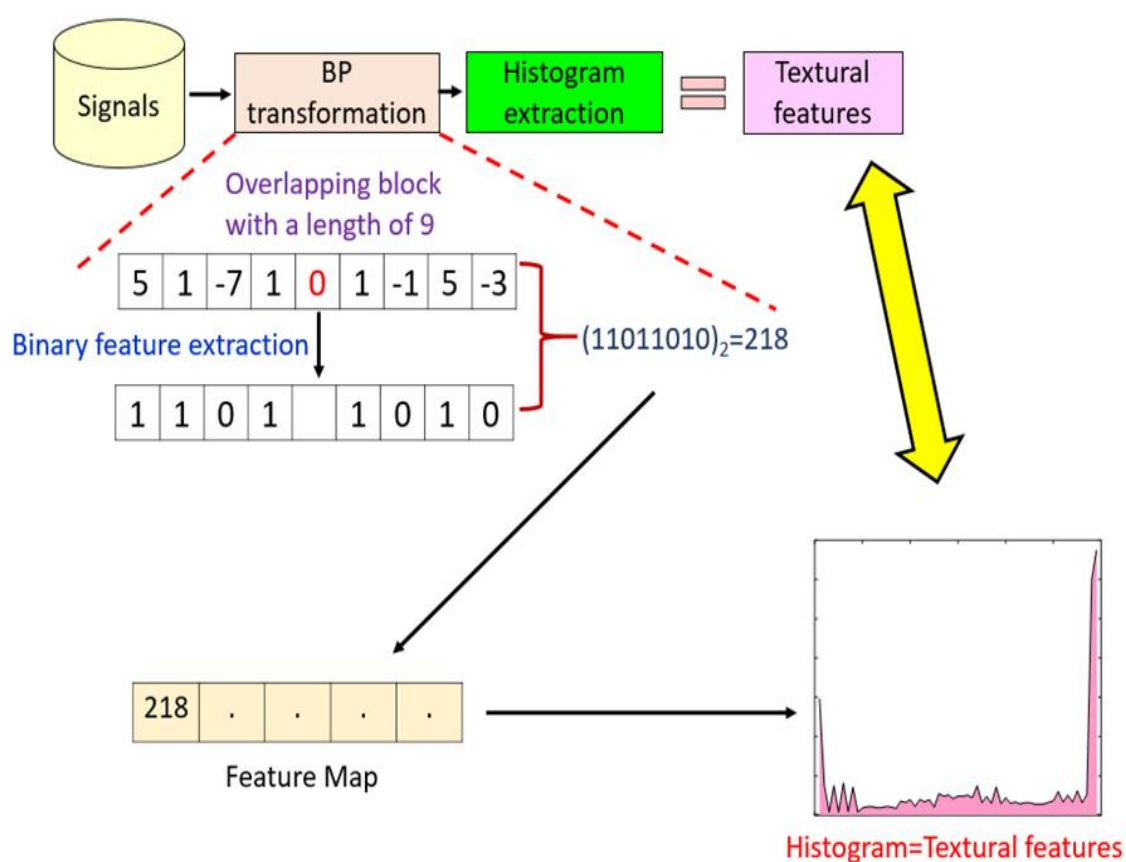 Signals
BP
transformation
Histogram
extraction
Textural
features
Overlapping block
with a length of 9
5 1 -7 1 0 1 -1 5 -3
Binary feature extraction
(11011010)₂=218
1 1 0 1 1 0 1 0
218 . . . .
Feature Map
Histogram=Textural features